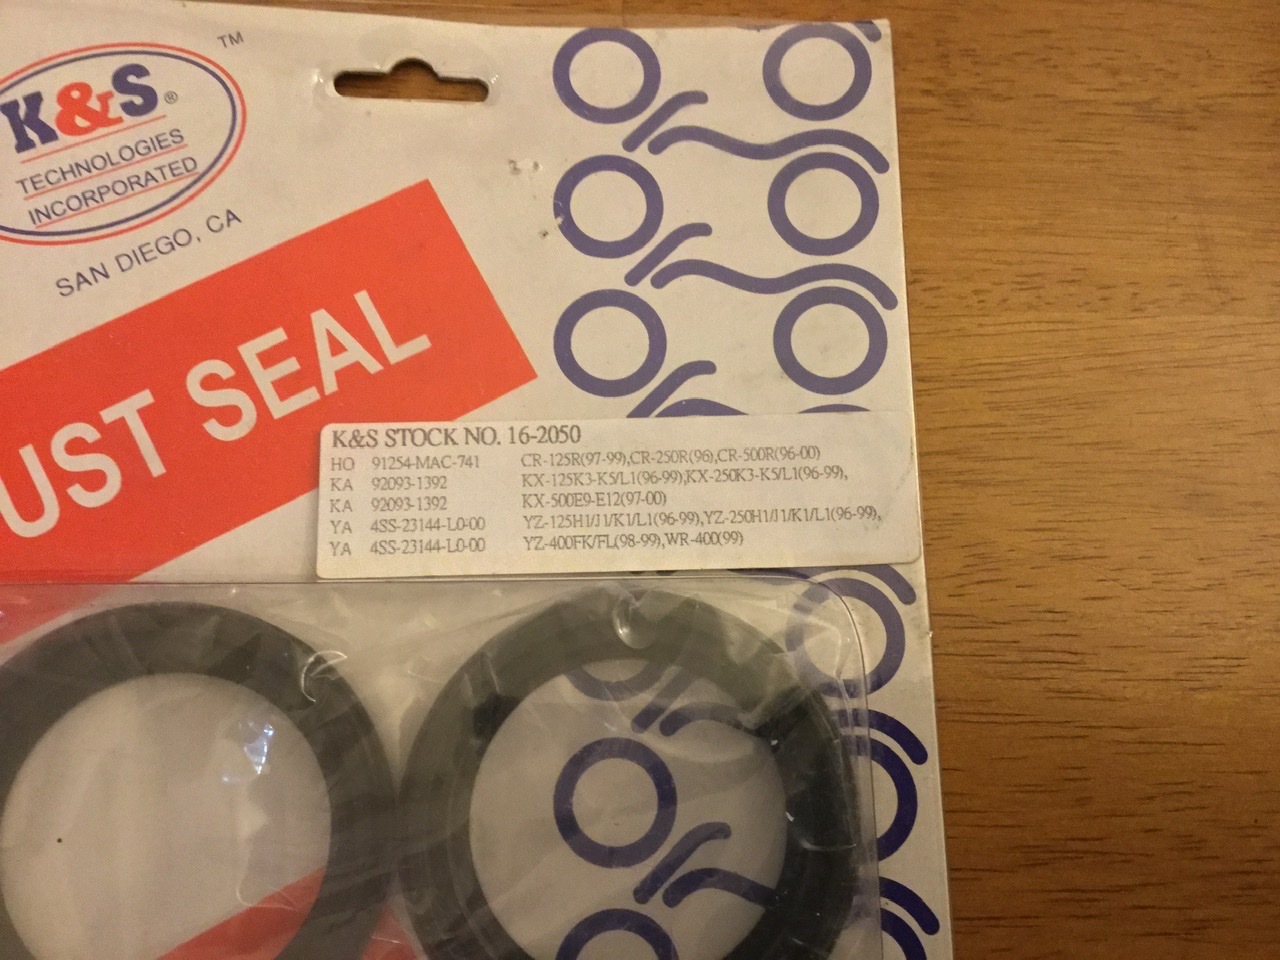 TM
K&S®
TECHNOLOGIES
INCORPORATED
SAN DIEGO, CA
UST SEAL
K&S STOCK NO. 16-2050
HO 91254-MAC-741 CR-125R(97-99),CR-250R(96),CR-500R(96-00)
KA 92093-1392 KX-125K3-K5/L1(96-99),KX-250K3-K5/L1(96-99),
KA 92093-1392 KX-500E9-E12(97-00)
YA 4SS-23144-L0-00 YZ-125H1/J1/K1/L1(96-99),YZ-250H1/J1/K1/L1(96-99),
YA 4SS-23144-L0-00 YZ-400FK/FL(98-99),WR-400(99)